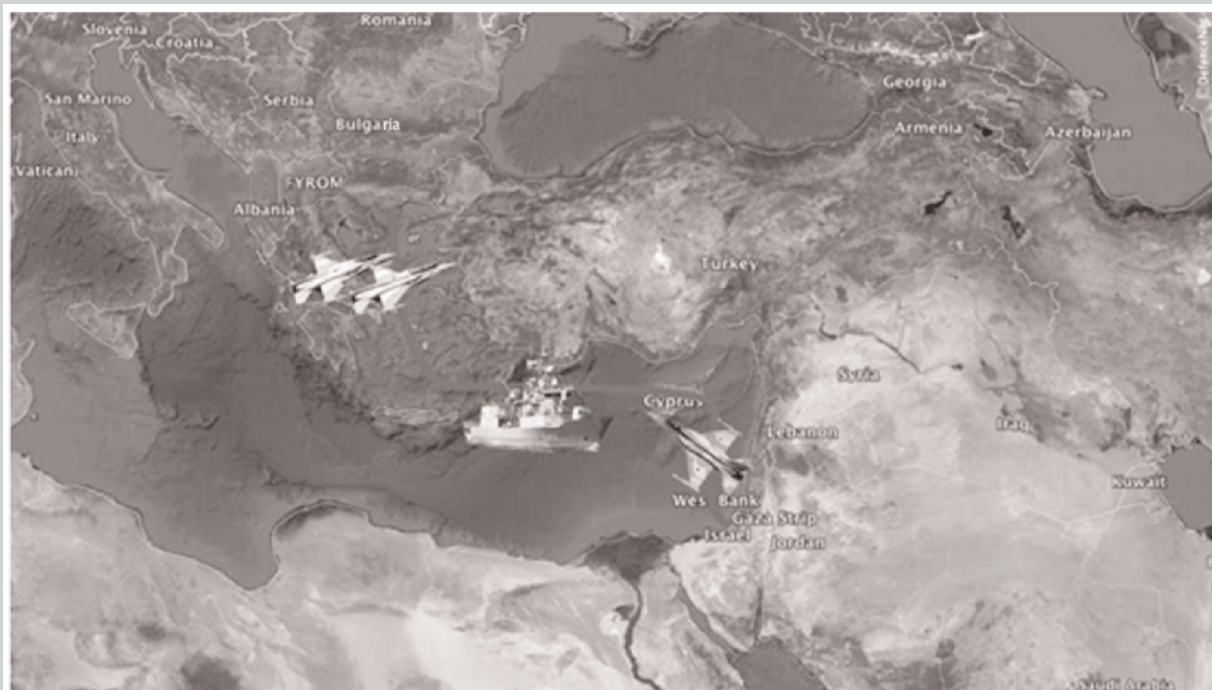 Romania
Slovenia
Croatia
Georgia
San Marino
Serbia
Bulgaria
Armenia
Azerbaijan
Italy
(Vatican)
FYROM
Albania
Turkey
Syria
Cyprus
Lebanon
Iraq
Kuwait
Wes Bank
Gaza Strip
Israel
Jordan
Saudi Arabia